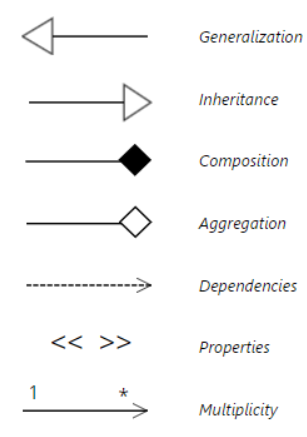 Generalization
Inheritance
Composition
Aggregation
Dependencies
<< >> Properties
1 *
Multiplicity